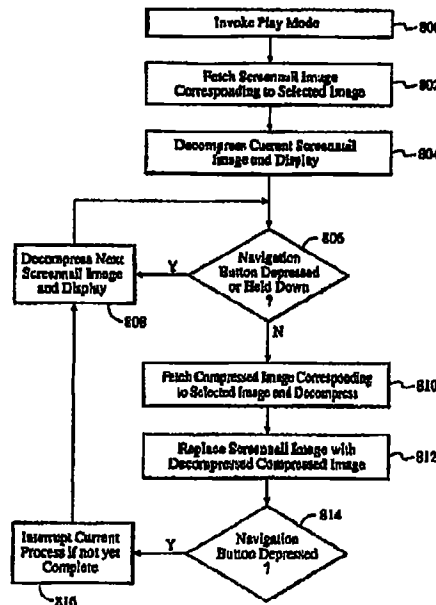 Invoke Play Mode
800
Fetch Screennail Image
Corresponding to Selected Image
802
Decompress Current Screennail
Image and Display
804
806
Navigation
Button Depressed
or Held Down
?
Y
Decompress Next
Screennail Image
and Display
808
N
Fetch Compressed Image Corresponding
to Selected Image and Decompress
810
Replace Screennail Image with
Decompressed Compressed Image
812
814
Navigation
Button Depressed
?
Y
Interrupt Current
Process if not yet
Complete
816